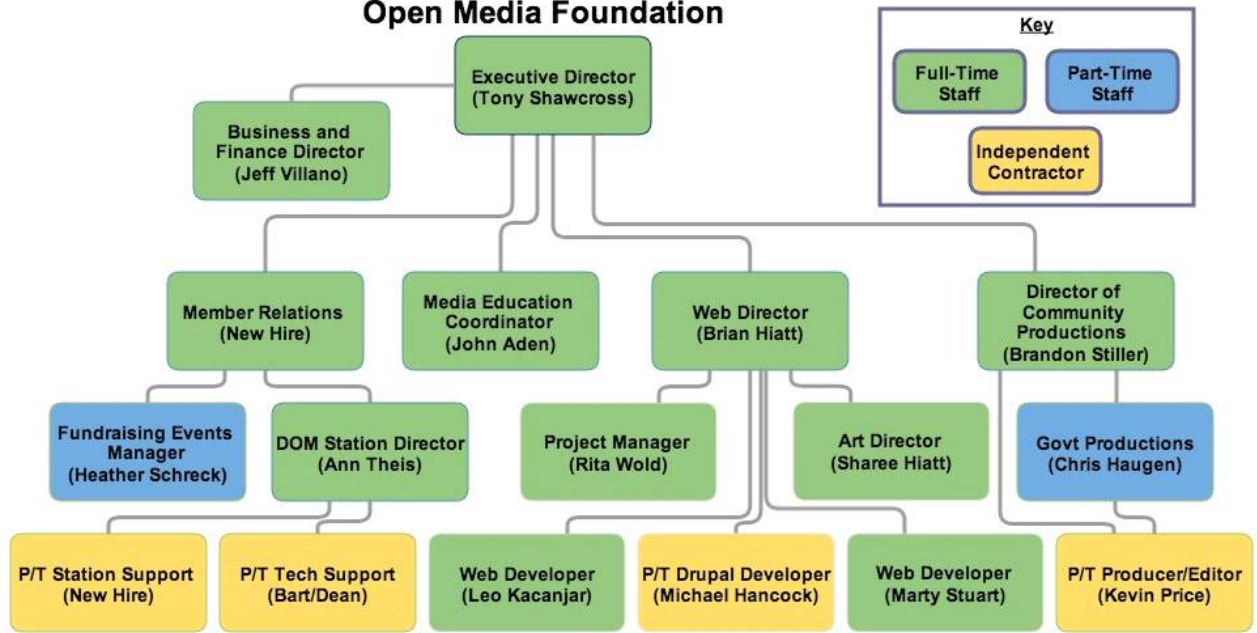 Open Media Foundation
Key
Full-Time
Staff
Part-Time
Staff
Independent
Contractor
Executive Director
(Tony Shawcross)
Business and
Finance Director
(Jeff Villano)
Member Relations
(New Hire)
Media Education
Coordinator
(John Aden)
Web Director
(Brian Hiatt)
Director of
Community
Productions
(Brandon Stiller)
Fundraising Events
Manager
(Heather Schreck)
DOM Station Director
(Ann Theis)
Project Manager
(Rita Wold)
Art Director
(Sharee Hiatt)
Govt Productions
(Chris Haugen)
P/T Station Support
(New Hire)
P/T Tech Support
(Bart/Dean)
Web Developer
(Leo Kacanjar)
P/T Drupal Developer
(Michael Hancock)
Web Developer
(Marty Stuart)
P/T Producer/Editor
(Kevin Price)